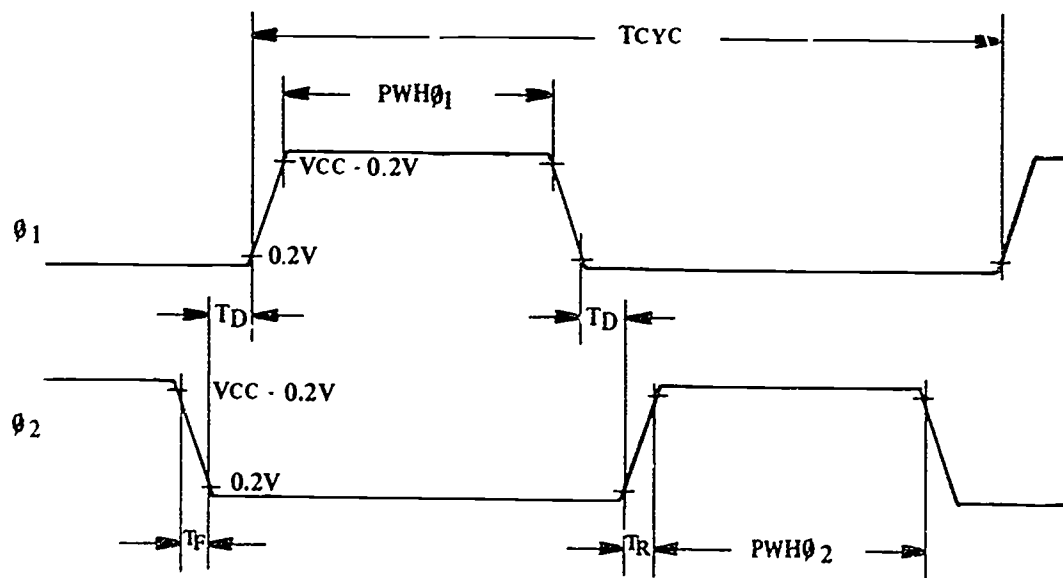 TCYC
PWHø1
VCC - 0.2V
ø1
0.2V
TD
TD
VCC - 0.2V
ø2
0.2V
TF
TR
PWHø2